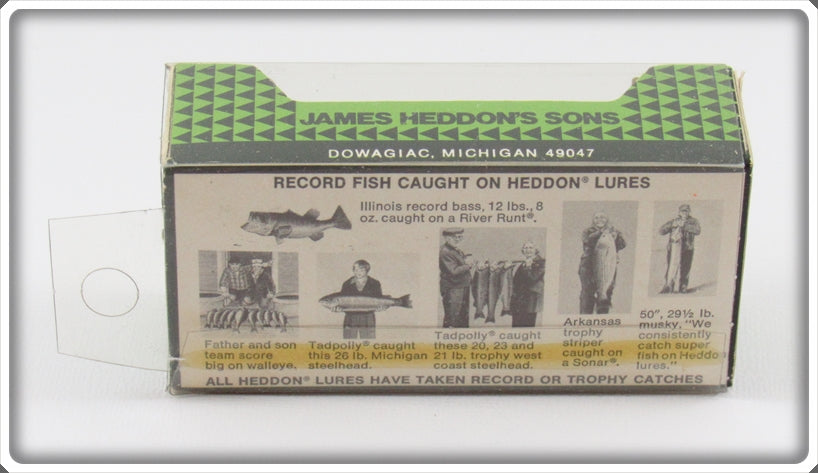 JAMES HEDDON'S SONS
DOWAGIAC, MICHIGAN 49047
RECORD FISH CAUGHT ON HEDDON® LURES
Illinois record bass, 12 lbs., 8
oz. caught on a River Runt®.
Father and son
team score
big on walleye.
Tadpolly® caught
this 26 lb. Michigan
steelhead.
Tadpolly® caught
these 20, 23 and
21 lb. trophy west
coast steelhead.
Arkansas
trophy
striper
caught on
a Sonar®.
50", 29½ lb.
musky, "We
consistently
catch super
fish on Heddon
lures."
ALL HEDDON® LURES HAVE TAKEN RECORD OR TROPHY CATCHES